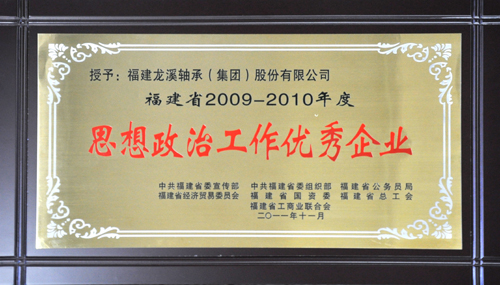 授予：福建龙溪轴承（集团）股份有限公司
福建省2009-2010年度
思想政治工作优秀企业
中共福建省委宣传部 中共福建省委组织部 福建省公务员局
福建省经济贸易委员会 福建省国资委 福建省总工会
福建省工商业联合会
二〇一一年十一月